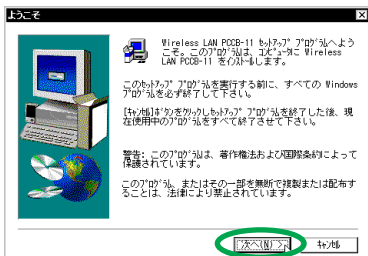 ようこそ
Wireless LAN PCCB-11 ｾｯﾄｱｯﾌﾟ ﾌﾟﾛｸﾞﾗﾑへよう
こそ。このﾌﾟﾛｸﾞﾗﾑは、ｺﾝﾋﾟｭｰﾀに Wireless
LAN PCCB-11 をｲﾝｽﾄｰﾙします。
このｾｯﾄｱｯﾌﾟ ﾌﾟﾛｸﾞﾗﾑを実行する前に、すべての Windows
ﾌﾟﾛｸﾞﾗﾑを必ず終了して下さい。
[ｷｬﾝｾﾙ]ﾎﾞﾀﾝをｸﾘｯｸしｾｯﾄｱｯﾌﾟ ﾌﾟﾛｸﾞﾗﾑを終了した後、現
在使用中のﾌﾟﾛｸﾞﾗﾑをすべて終了させて下さい。
警告: このﾌﾟﾛｸﾞﾗﾑは、著作権法および国際条約によって
保護されています。
このﾌﾟﾛｸﾞﾗﾑ、またはその一部を無断で複製または配布す
ることは、法律により禁止されています。
次へ(N) >
ｷｬﾝｾﾙ